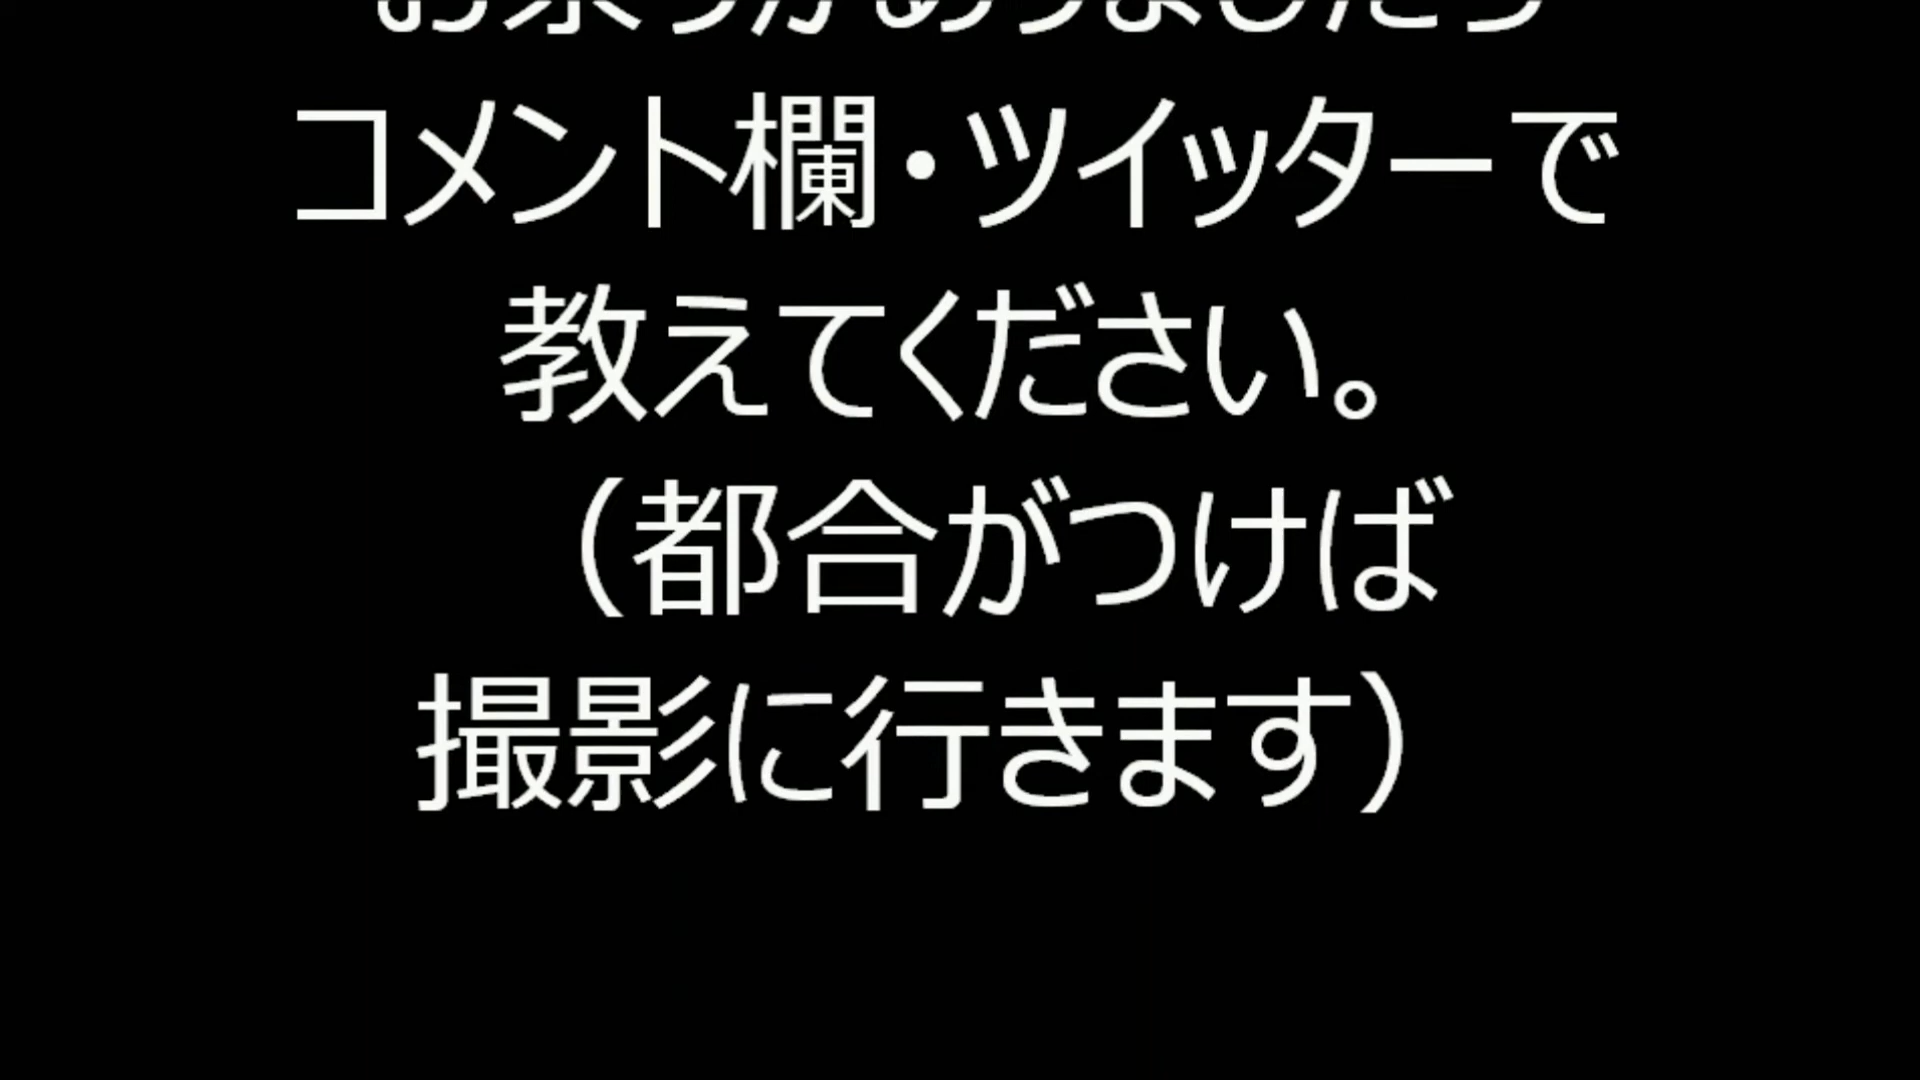 コメント欄・ツイッターで
教えてください。
（都合がつけば
撮影に行きます）